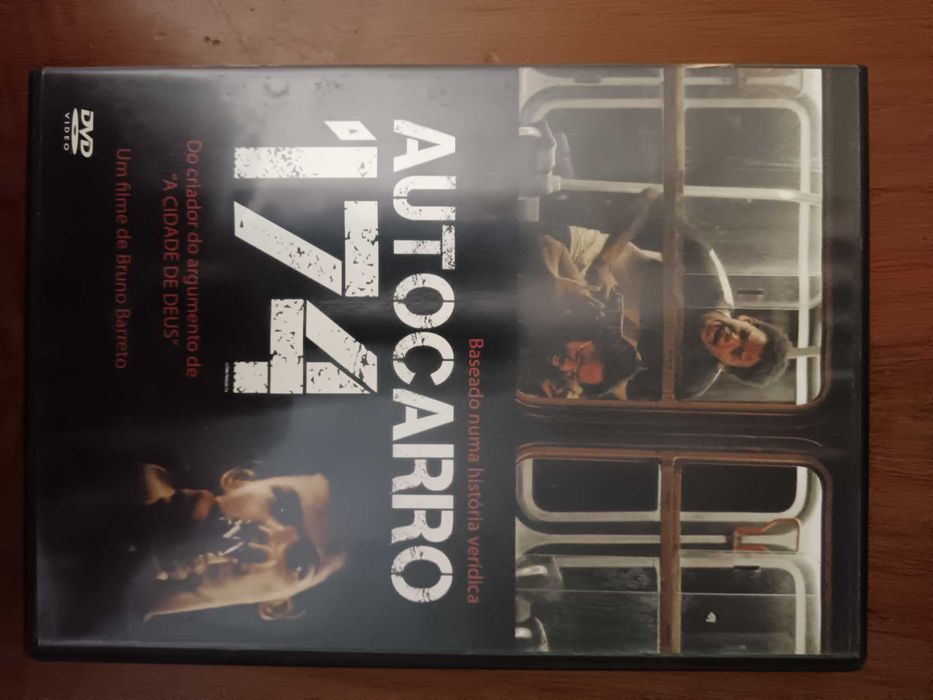 Baseado numa história verídica
AUTOCARRO
'174
Do criador do argumento de
"A CIDADE DE DEUS"
Um filme de Bruno Barreto
DVD
VIDEO